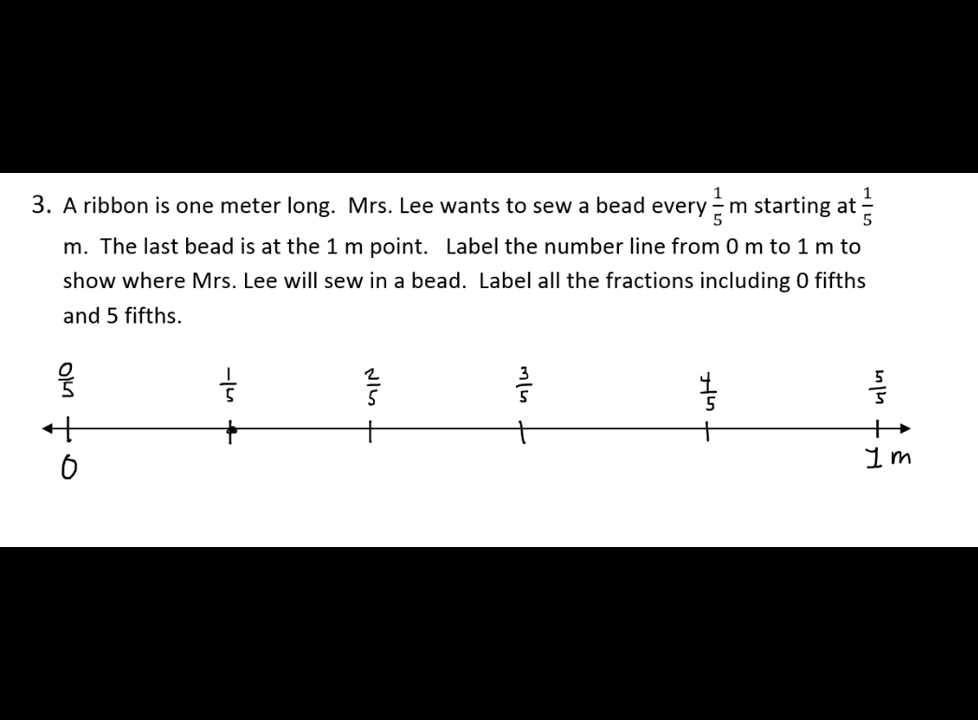 3. A ribbon is one meter long. Mrs. Lee wants to sew a bead every 1/5 m starting at 1/5
m. The last bead is at the 1 m point. Label the number line from 0 m to 1 m to
show where Mrs. Lee will sew in a bead. Label all the fractions including 0 fifths
and 5 fifths.
0/5 1/5 2/5 3/5 4/5 5/5
0 1 m